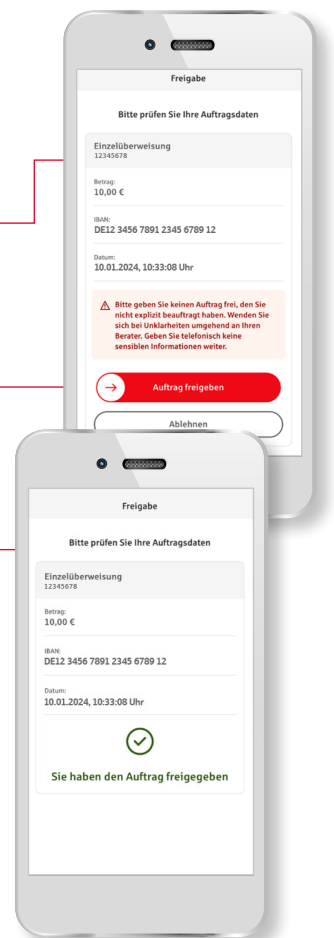 Freigabe
Bitte prüfen Sie Ihre Auftragsdaten
Einzelüberweisung
12345678
Betrag:
10,00 €
IBAN:
DE12 3456 7891 2345 6789 12
Datum:
10.01.2024, 10:33:08 Uhr
Bitte geben Sie keinen Auftrag frei, den Sie
nicht explizit beauftragt haben. Wenden Sie
sich bei Unklarheiten umgehend an Ihren
Berater. Geben Sie telefonisch keine
sensiblen Informationen weiter.
Auftrag freigeben
Ablehnen
Freigabe
Bitte prüfen Sie Ihre Auftragsdaten
Einzelüberweisung
12345678
Betrag:
10,00 €
IBAN:
DE12 3456 7891 2345 6789 12
Datum:
10.01.2024, 10:33:08 Uhr
Sie haben den Auftrag freigegeben